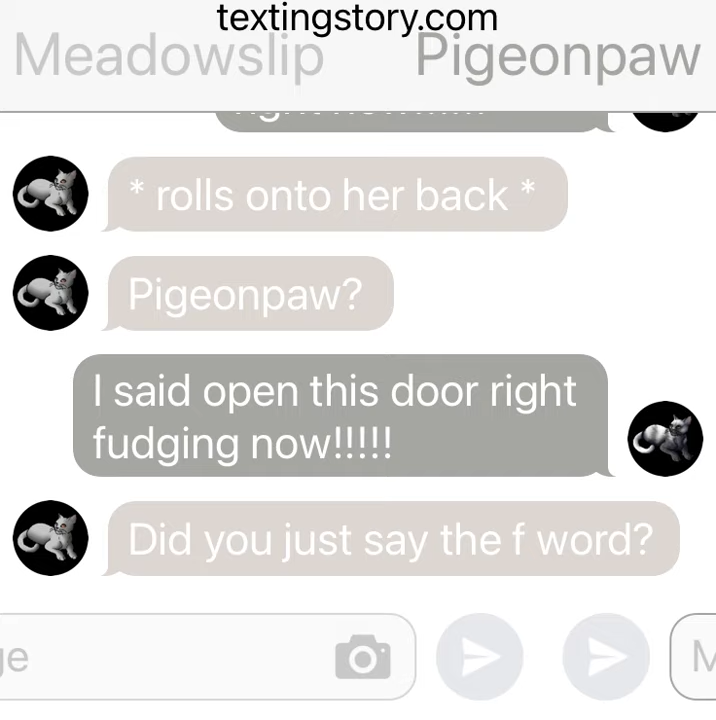 textingstory.com
Meadowslip Pigeonpaw
* rolls onto her back *
Pigeonpaw?
I said open this door right
fudging now!!!!!
Did you just say the f word?